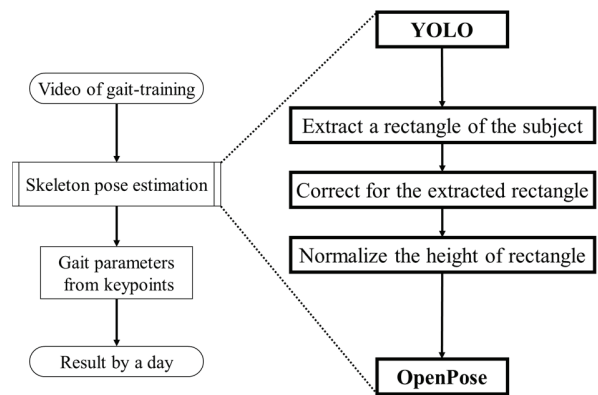 Video of gait-training
Skeleton pose estimation
Gait parameters
from keypoints
Result by a day
YOLO
Extract a rectangle of the subject
Correct for the extracted rectangle
Normalize the height of rectangle
OpenPose